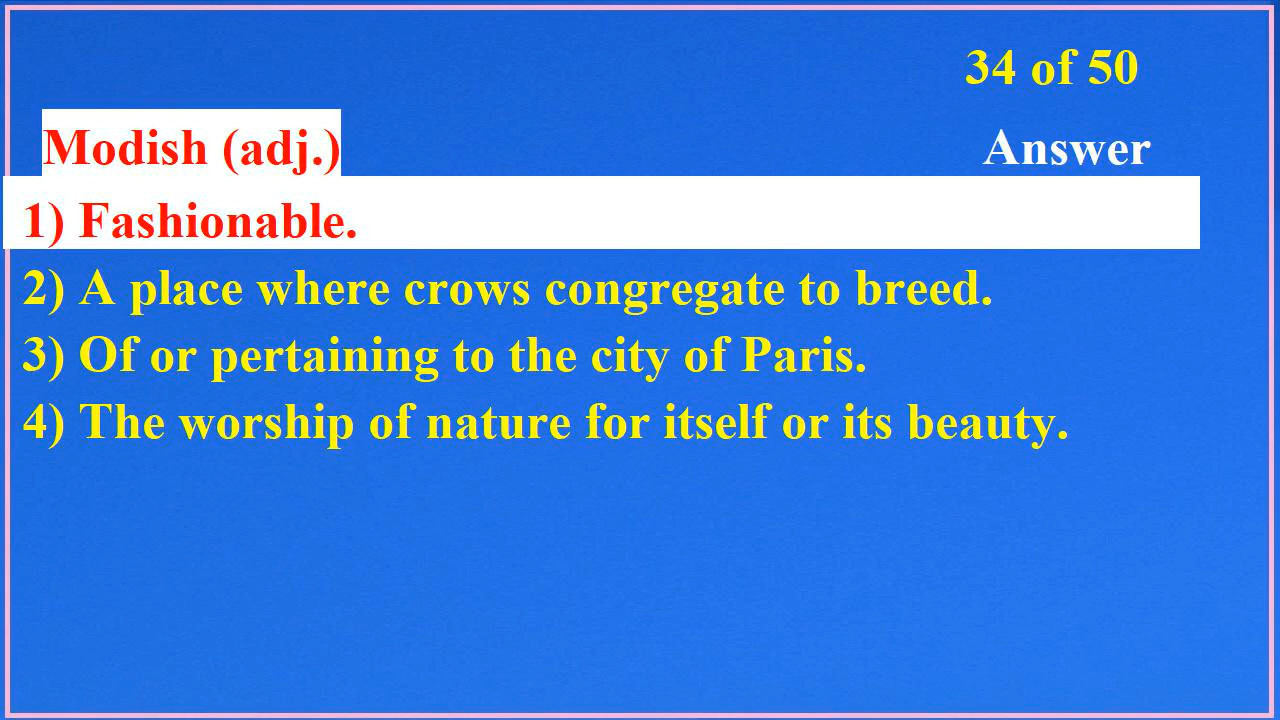 34 of 50
Modish (adj.)
Answer
1) Fashionable.
2) A place where crows congregate to breed.
3) Of or pertaining to the city of Paris.
4) The worship of nature for itself or its beauty.